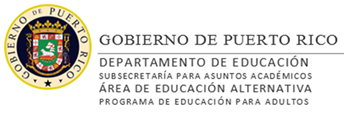 GOBIERNO DE PUERTO RICO
GOBIERNO DE PUERTO RICO
DEPARTAMENTO DE EDUCACIÓN
SUBSECRETARÍA PARA ASUNTOS ACADÉMICOS
ÁREA DE EDUCACIÓN ALTERNATIVA
PROGRAMA DE EDUCACIÓN PARA ADULTOS